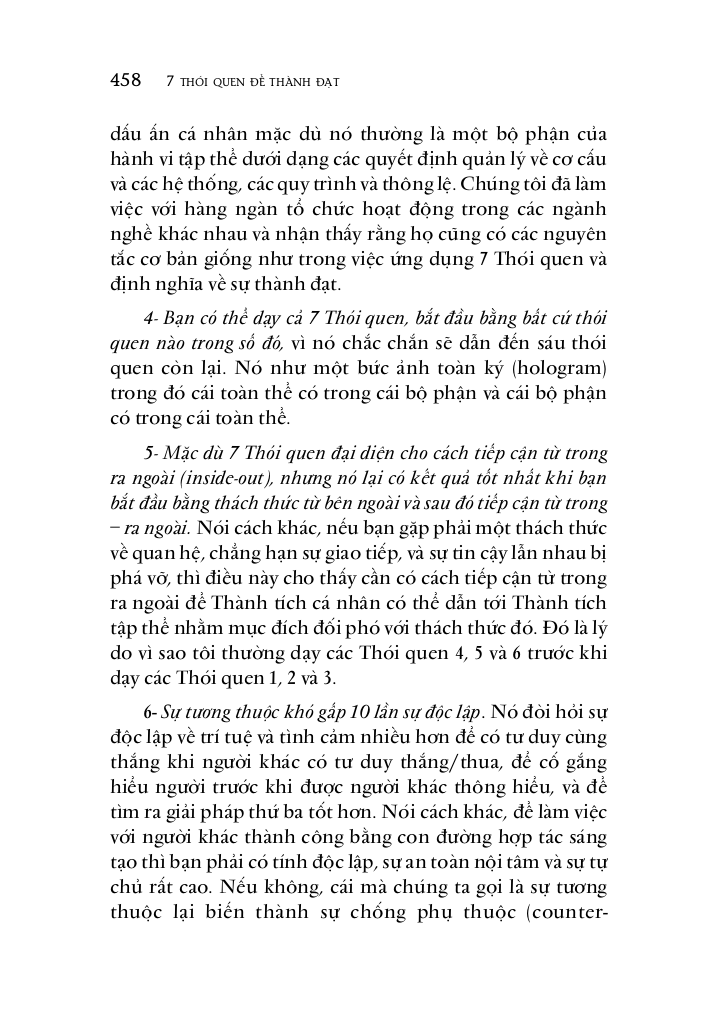 458 7 THÓI QUEN ĐỂ THÀNH ĐẠT
dấu ấn cá nhân mặc dù nó thường là một bộ phận của
hành vi tập thể dưới dạng các quyết định quản lý về cơ cấu
và các hệ thống, các quy trình và thông lệ. Chúng tôi đã làm
việc với hàng ngàn tổ chức hoạt động trong các ngành
nghề khác nhau và nhận thấy rằng họ cũng có các nguyên
tắc cơ bản giống như trong việc ứng dụng 7 Thói quen và
định nghĩa về sự thành đạt.
4- Bạn có thể dạy cả 7 Thói quen, bắt đầu bằng bất cứ thói
quen nào trong số đó, vì nó chắc chắn sẽ dẫn đến sáu thói
quen còn lại. Nó như một bức ảnh toàn ký (hologram)
trong đó cái toàn thể có trong cái bộ phận và cái bộ phận
có trong cái toàn thể.
5- Mặc dù 7 Thói quen đại diện cho cách tiếp cận từ trong
ra ngoài (inside-out), nhưng nó lại có kết quả tốt nhất khi bạn
bắt đầu bằng thách thức từ bên ngoài và sau đó tiếp cận từ trong
– ra ngoài. Nói cách khác, nếu bạn gặp phải một thách thức
về quan hệ, chẳng hạn sự giao tiếp, và sự tin cậy lẫn nhau bị
phá vỡ, thì điều này cho thấy cần có cách tiếp cận từ trong
ra ngoài để Thành tích cá nhân có thể dẫn tới Thành tích
tập thể nhằm mục đích đối phó với thách thức đó. Đó là lý
do vì sao tôi thường dạy các Thói quen 4, 5 và 6 trước khi
dạy các Thói quen 1, 2 và 3.
6- Sự tương thuộc khó gấp 10 lần sự độc lập. Nó đòi hỏi sự
độc lập về trí tuệ và tình cảm nhiều hơn để có tư duy cùng
thắng khi người khác có tư duy thắng/thua, để cố gắng
hiểu người trước khi được người khác thông hiểu, và để
tìm ra giải pháp thứ ba tốt hơn. Nói cách khác, để làm việc
với người khác thành công bằng con đường hợp tác sáng
tạo thì bạn phải có tính độc lập, sự an toàn nội tâm và sự tự
chủ rất cao. Nếu không, cái mà chúng ta gọi là sự tương
thuộc lại biến thành sự chống phụ thuộc (counter-